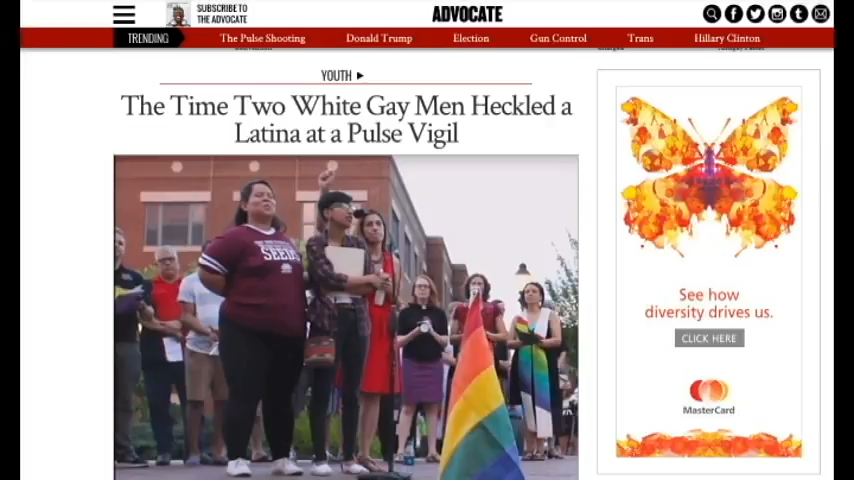 SUBSCRIBE TO
THE ADVOCATE
ADVOCATE
TRENDING
The Pulse Shooting
Donald Trump
Election
Gun Control
Trans
Hillary Clinton
YOUTH
The Time Two White Gay Men Heckled a
Latina at a Pulse Vigil
SEEDS
See how
diversity drives us.
CLICK HERE
MasterCard